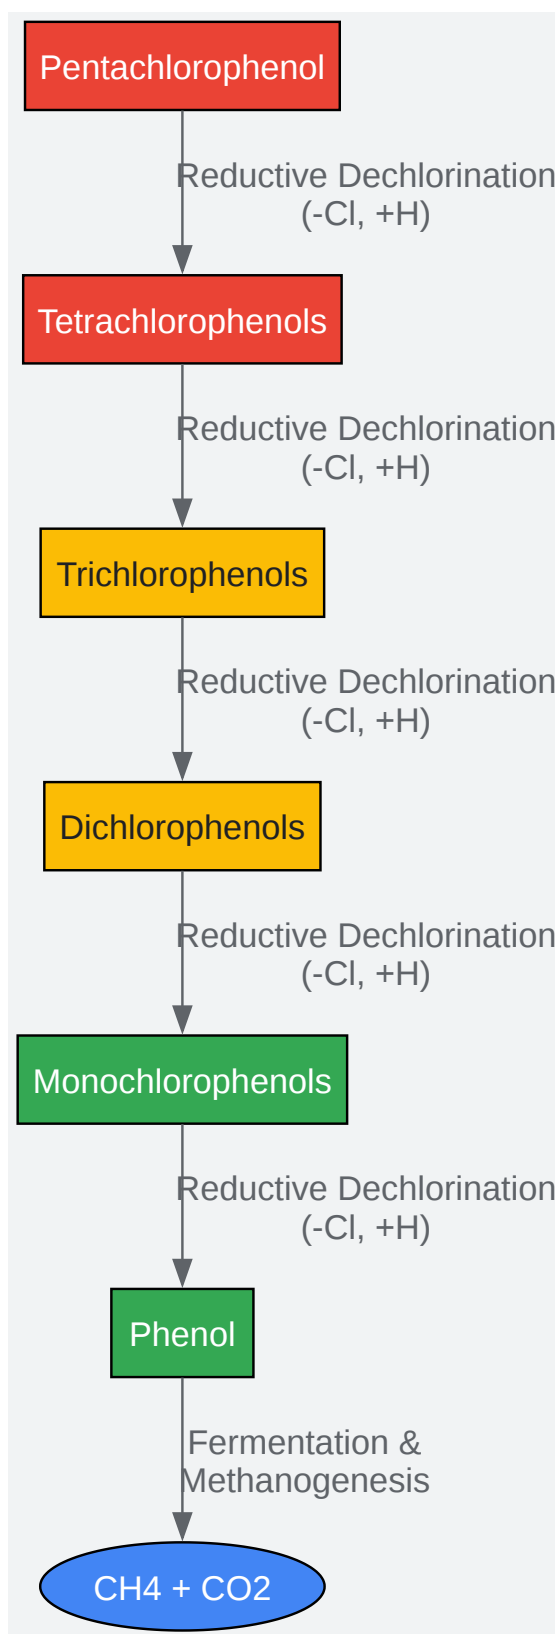 Pentachlorophenol
Reductive Dechlorination
(-Cl, +H)
Tetrachlorophenols
Reductive Dechlorination
(-Cl, +H)
Trichlorophenols
Reductive Dechlorination
(-Cl, +H)
Dichlorophenols
Reductive Dechlorination
(-Cl, +H)
Monochlorophenols
Reductive Dechlorination
(-Cl, +H)
Phenol
Fermentation &
Methanogenesis
CH4 + CO2